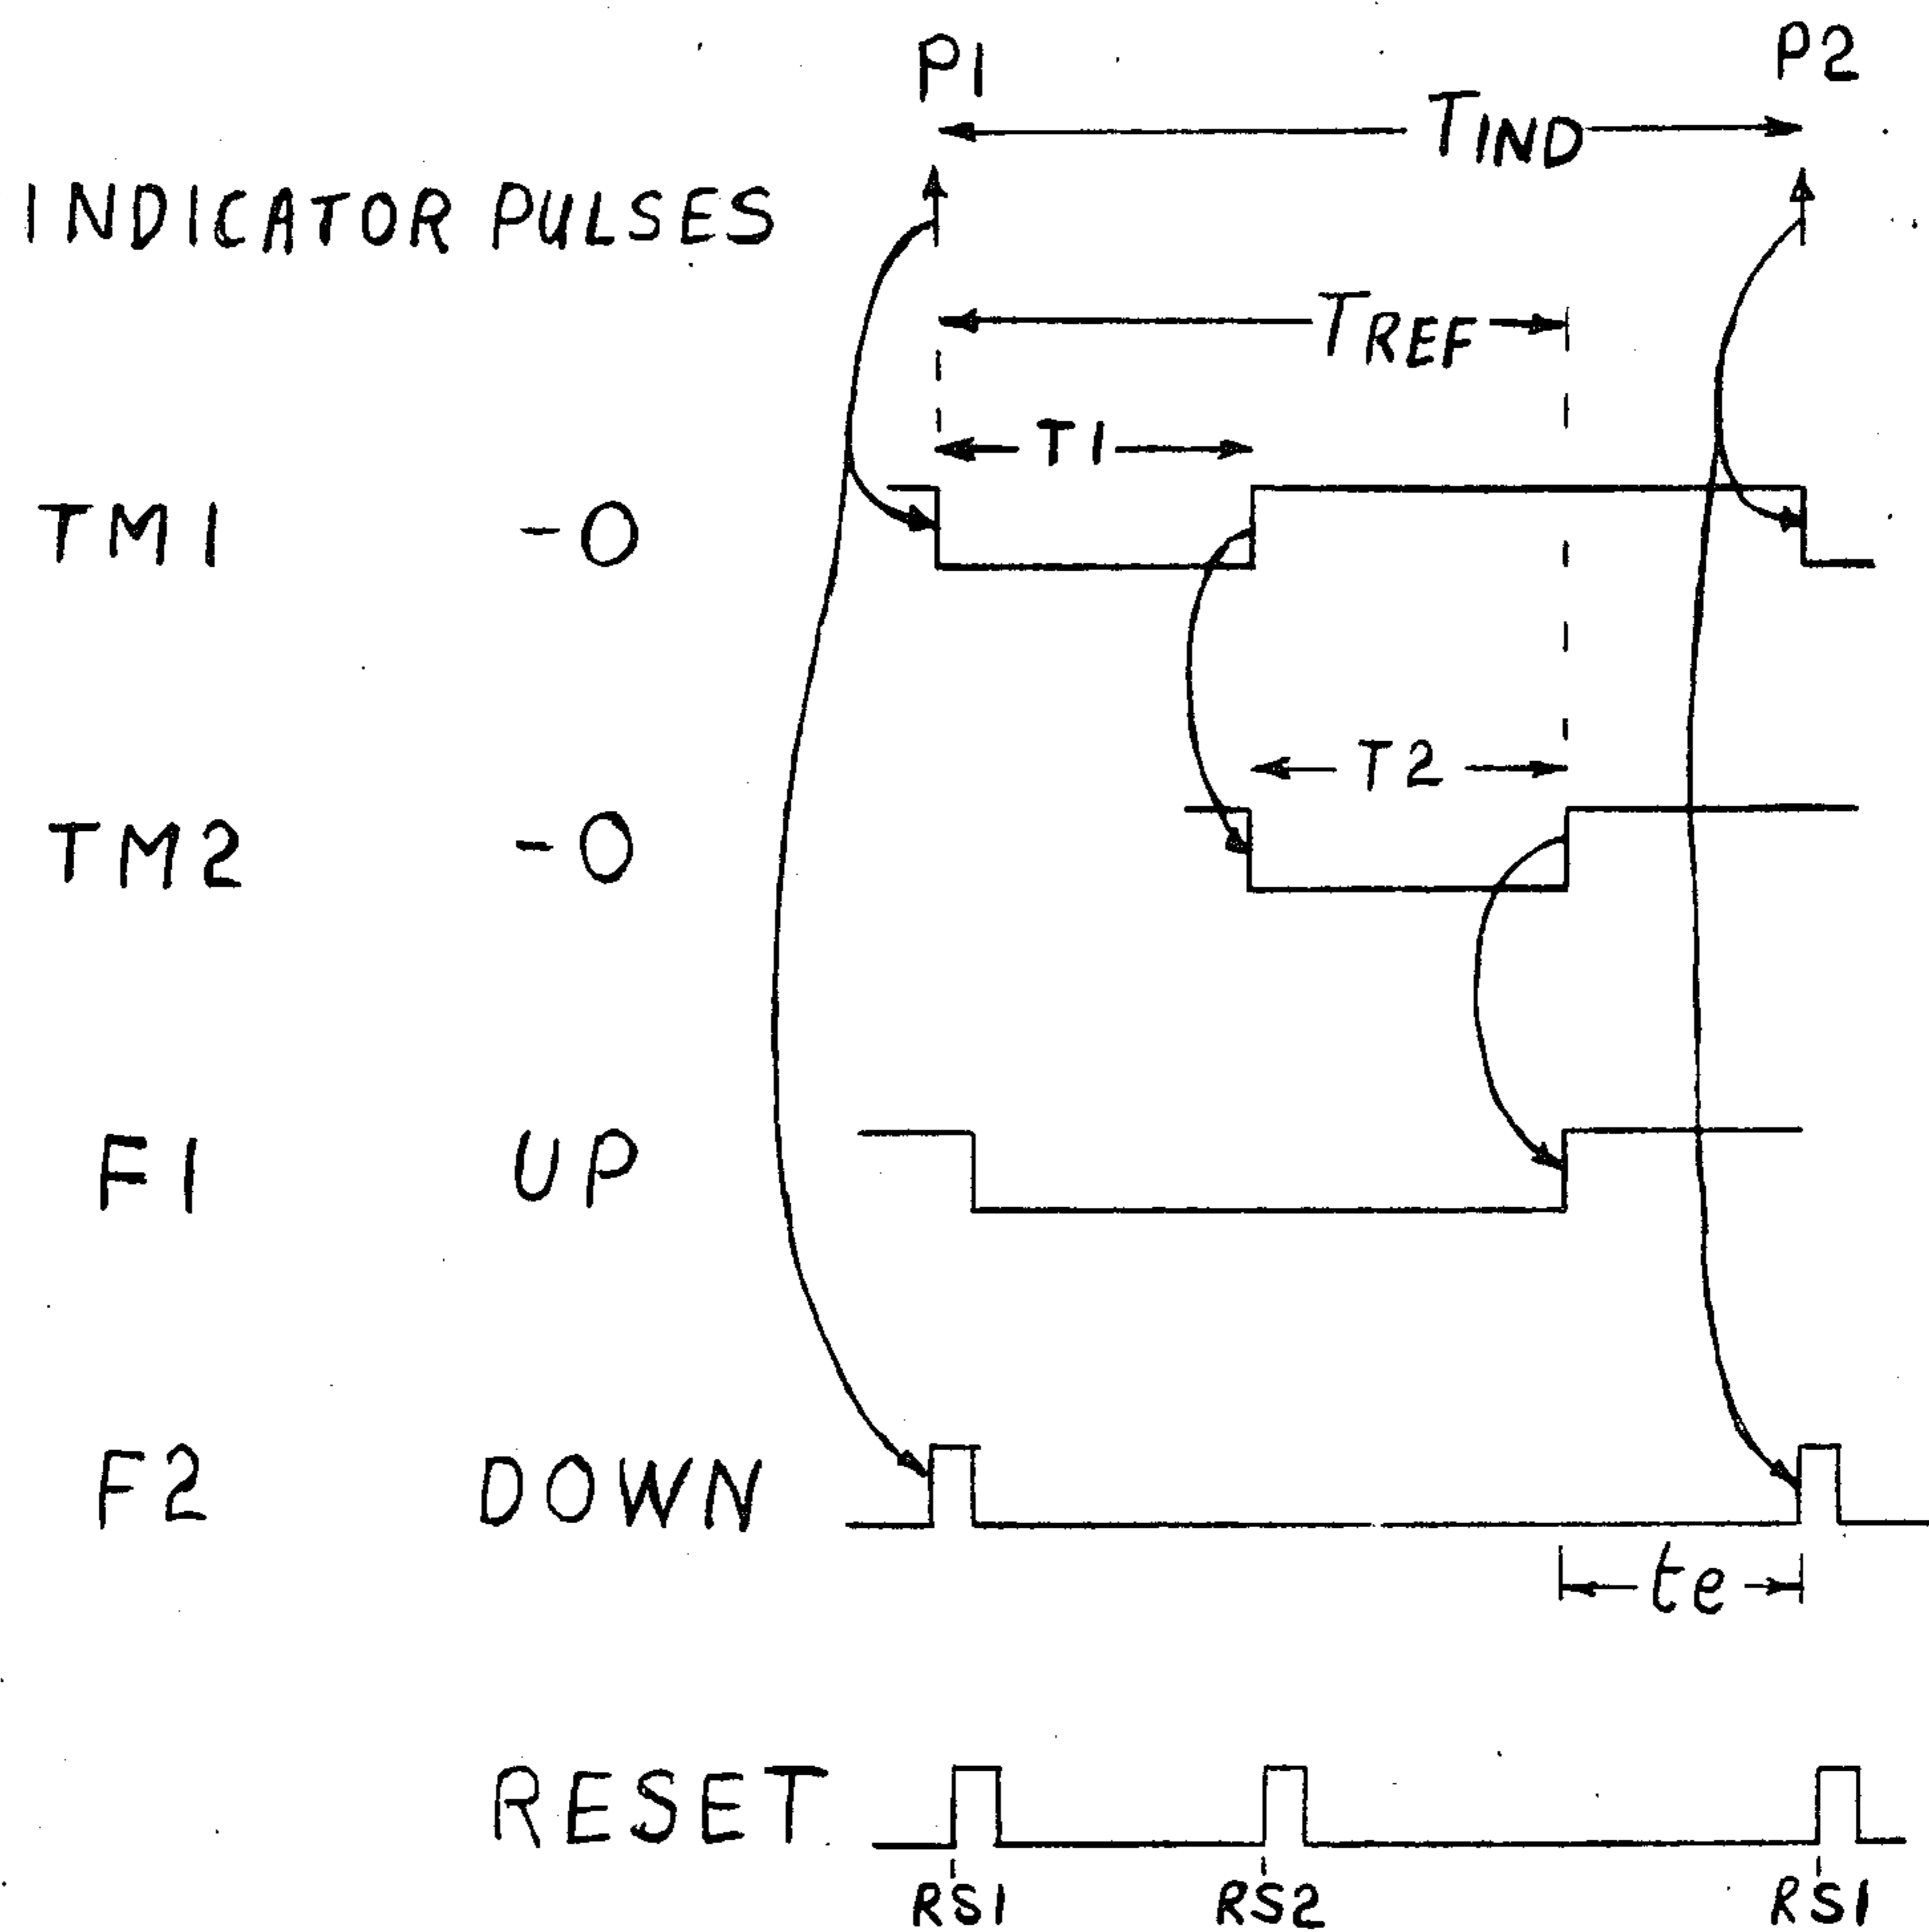 P1 P2
TIND
INDICATOR PULSES
TREF
T1
TM1 -O
T2
TM2 -O
F1 UP
F2 DOWN
te
RESET
RS1 RS2 RS1